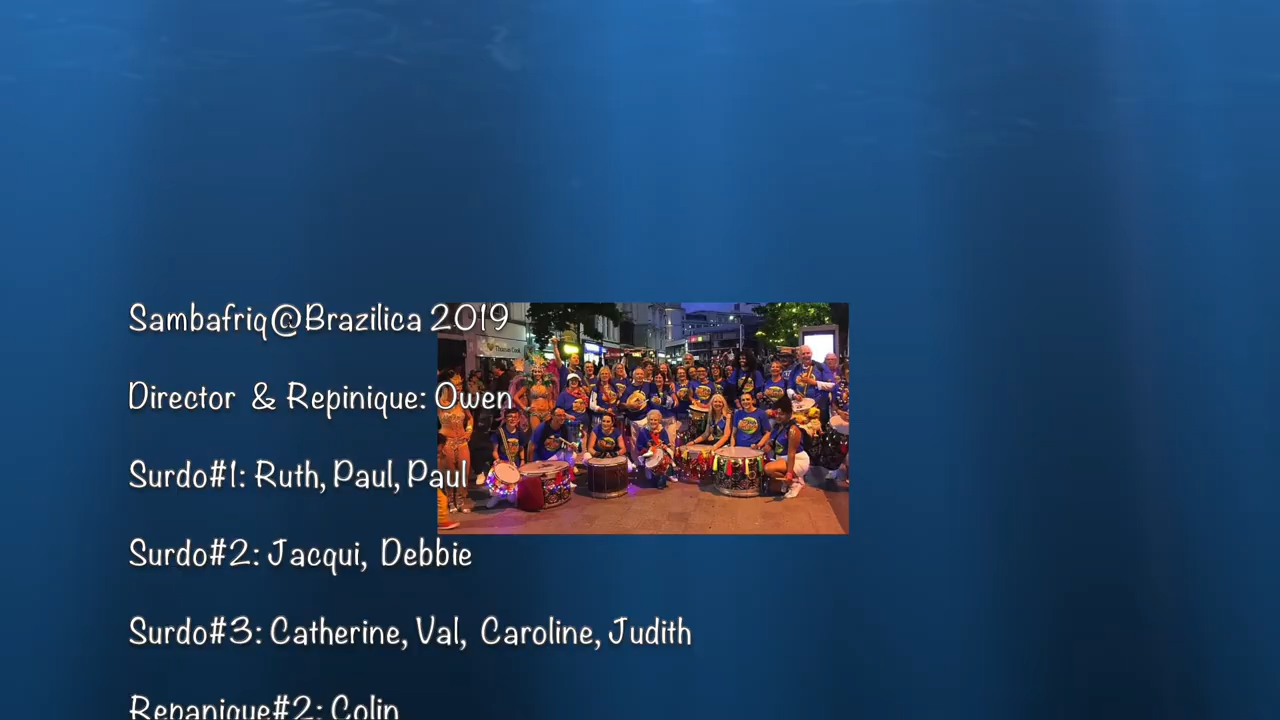 Sambafriq@Brazilica 2019
Director & Repinique: Owen
Surdo#1: Ruth, Paul, Paul
Surdo#2: Jacqui, Debbie
Surdo#3: Catherine, Val, Caroline, Judith
Repanique#2: Colin